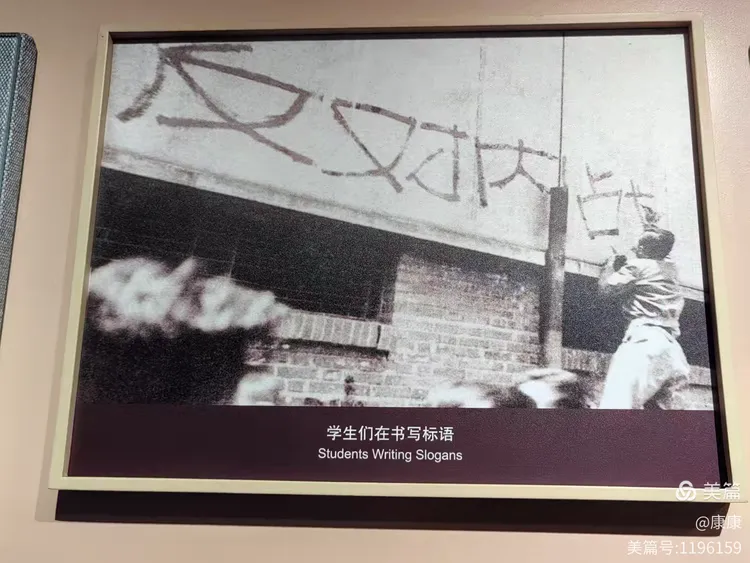 反对内战
学生们在书写标语
Students Writing Slogans
美篇
@康康
美篇号:1196159